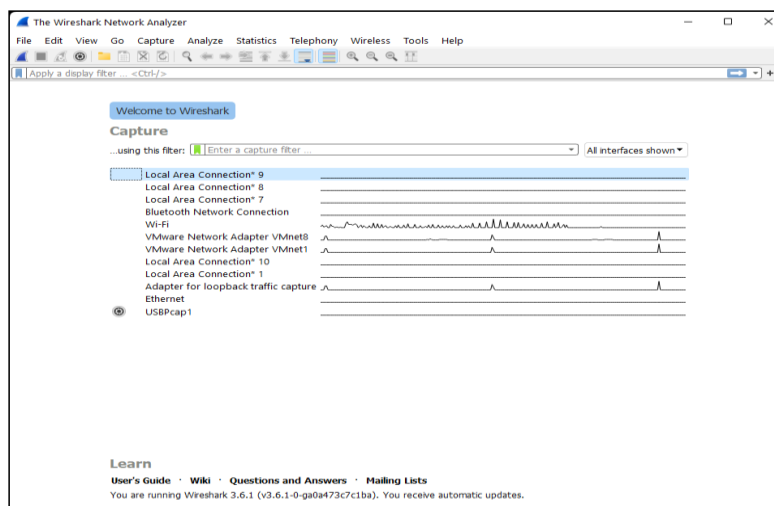 The Wireshark Network Analyzer
File Edit View Go Capture Analyze Statistics Telephony Wireless Tools Help
Apply a display filter ... <Ctrl-/>
Welcome to Wireshark
Capture
...using this filter: Enter a capture filter ... All interfaces shown
Local Area Connection* 9
Local Area Connection* 8
Local Area Connection* 7
Bluetooth Network Connection
Wi-Fi
VMware Network Adapter VMnet8
VMware Network Adapter VMnet1
Local Area Connection* 10
Local Area Connection* 1
Adapter for loopback traffic capture
Ethernet
USBPcap1
Learn
User's Guide · Wiki · Questions and Answers · Mailing Lists
You are running Wireshark 3.6.1 (v3.6.1-0-ga0a473c7c1ba). You receive automatic updates.